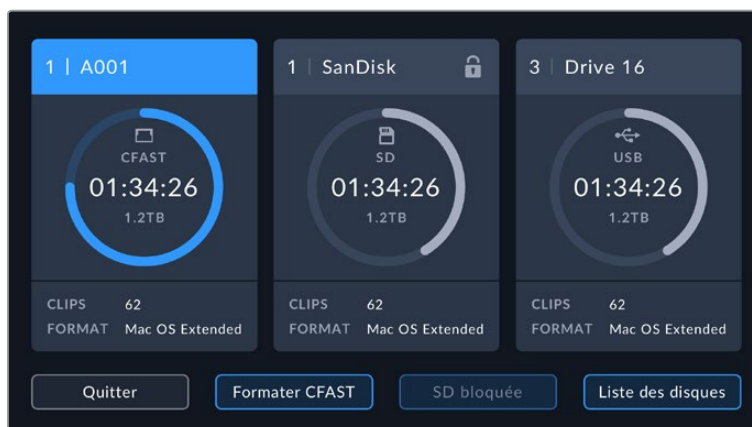 1 | A001
CFAST
01:34:26
1.2TB
CLIPS 62
FORMAT Mac OS Extended
1 | SanDisk
SD
01:34:26
1.2TB
CLIPS 62
FORMAT Mac OS Extended
3 | Drive 16
USB
01:34:26
1.2TB
CLIPS 62
FORMAT Mac OS Extended
Quitter
Formater CFAST
SD bloquée
Liste des disques